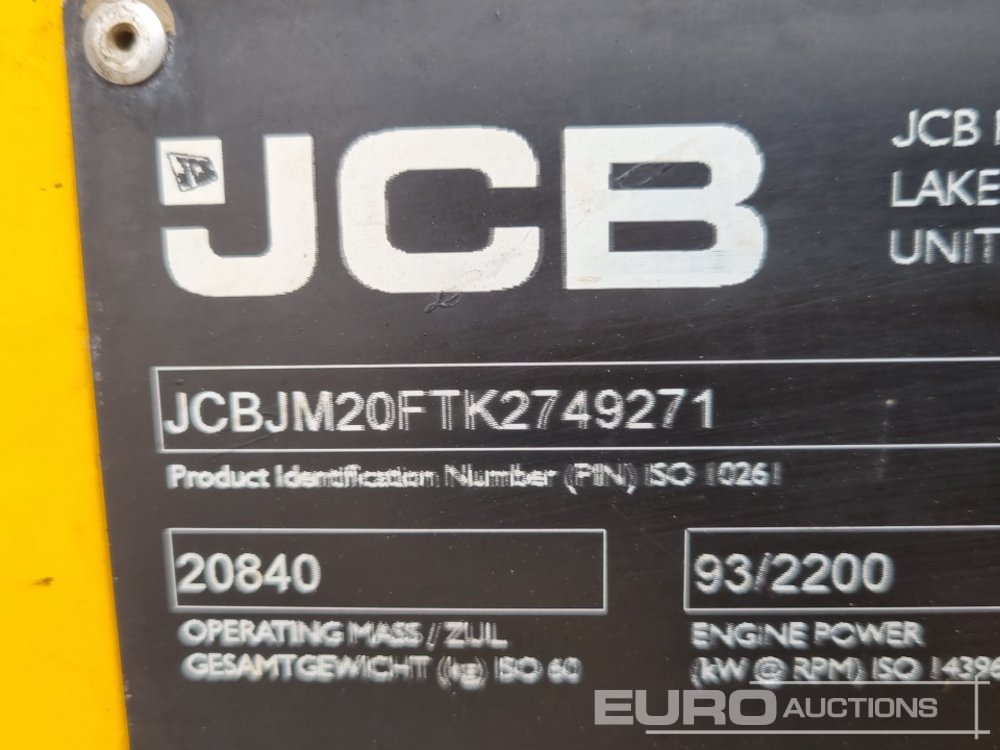 JCB
JCB
LAKE
UNIT
JCBJM20FTK2749271
Product Identification Number (PIN) ISO 10261
20840
93/2200
OPERATING MASS / ZUL
GESAMTGEWICHT (kg) ISO 60
ENGINE POWER
(kW @ RPM) ISO 14396
EURO AUCTIONS